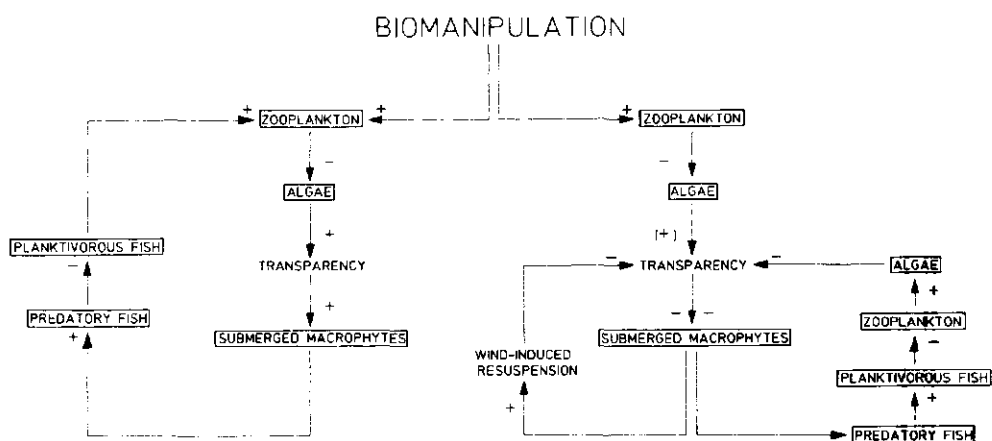 BIOMANIPULATION
+
ZOOPLANKTON
+
−
ALGAE
+
TRANSPARENCY
+
SUBMERGED MACROPHYTES
PLANKTIVOROUS FISH
−
PREDATORY FISH
+
+
ZOOPLANKTON
−
ALGAE
(+)
−
TRANSPARENCY
−
− −
SUBMERGED MACROPHYTES
WIND-INDUCED
RESUSPENSION
+
ALGAE
+
ZOOPLANKTON
−
PLANKTIVOROUS FISH
+
PREDATORY FISH